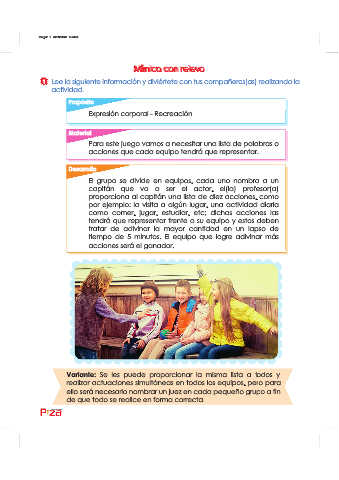 Mímica con relevo
1 Lee la siguiente información y diviértete con tus compañeros(as) realizando la
actividad.
Propósito
Expresión corporal - Recreación
Material
Para este juego vamos a necesitar una lista de palabras o
acciones que cada equipo tendrá que representar.
Desarrollo
El grupo se divide en equipos, cada uno nombra a un
capitán que va a ser el actor, el(la) profesor(a)
proporciona al capitán una lista de diez acciones, como
por ejemplo: la visita a algún lugar, una actividad diaria
como comer, jugar, estudiar, etc; dichas acciones las
tendrá que representar frente a su equipo y estos deben
tratar de adivinar la mayor cantidad en un lapso de
tiempo de 5 minutos. El equipo que logre adivinar más
acciones será el ganador.
Variante: Se les puede proporcionar la misma lista a todos y
realizar actuaciones simultáneas en todos los equipos, pero para
ello será necesario nombrar un juez en cada pequeño grupo a fin
de que todo se realice en forma correcta.